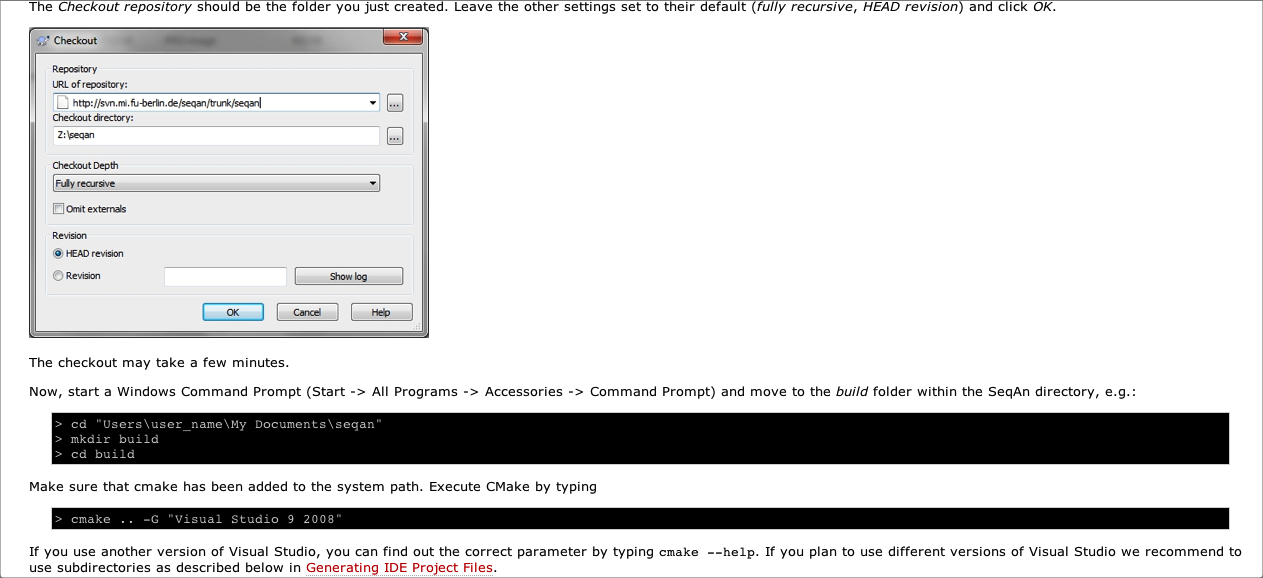 The Checkout repository should be the folder you just created. Leave the other settings set to their default (fully recursive, HEAD revision) and click OK.
Checkout
Repository
URL of repository:
http://svn.mi.fu-berlin.de/seqan/trunk/seqan
...
Checkout directory:
Z:\seqan
...
Checkout Depth
Fully recursive
Omit externals
Revision
HEAD revision
Revision
Show log
OK Cancel Help
The checkout may take a few minutes.
Now, start a Windows Command Prompt (Start -> All Programs -> Accessories -> Command Prompt) and move to the build folder within the SeqAn directory, e.g.:
> cd "Users\user_name\My Documents\seqan"
> mkdir build
> cd build
Make sure that cmake has been added to the system path. Execute CMake by typing
> cmake .. -G "Visual Studio 9 2008"
If you use another version of Visual Studio, you can find out the correct parameter by typing cmake --help. If you plan to use different versions of Visual Studio we recommend to
use subdirectories as described below in Generating IDE Project Files.